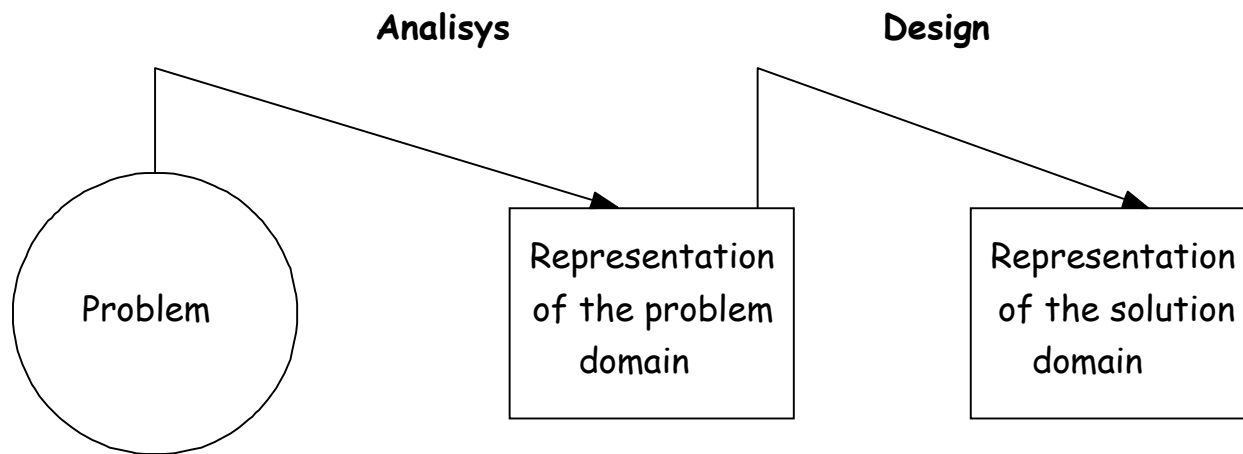 Analisys
Design
Problem
Representation
of the problem
domain
Representation
of the solution
domain